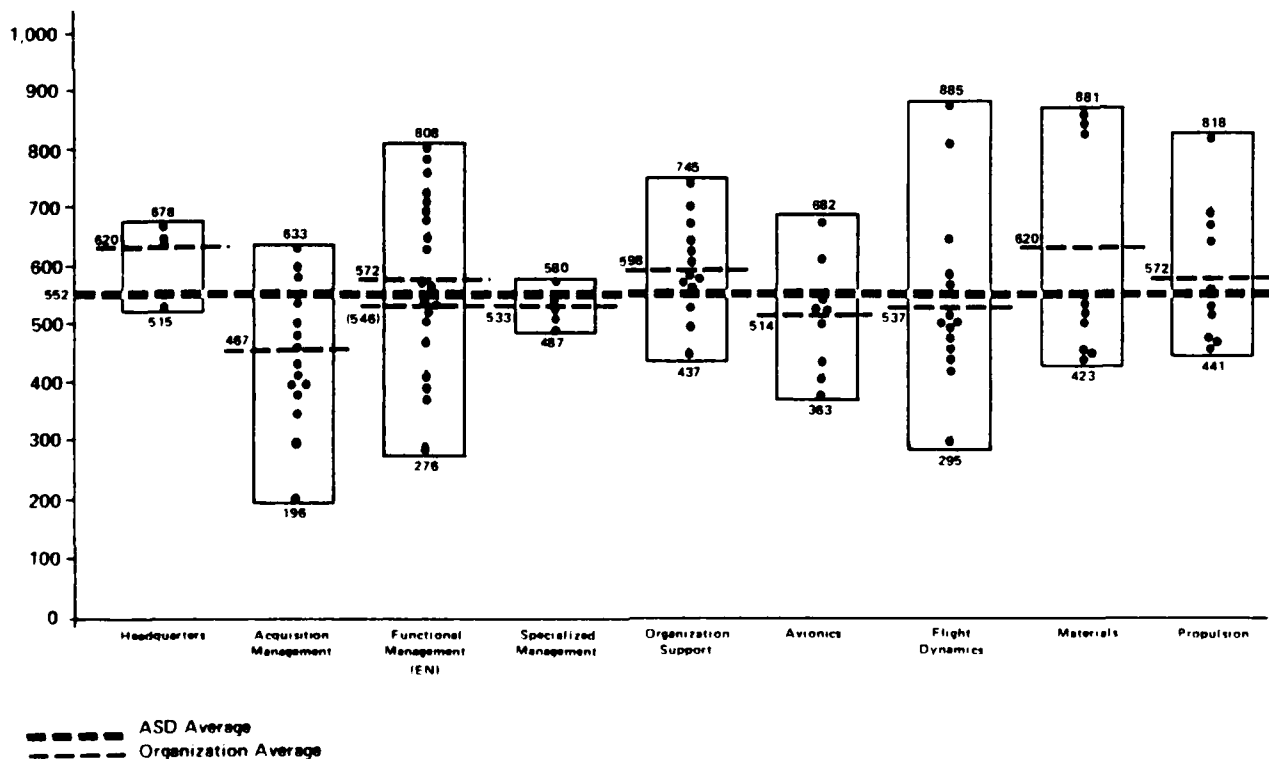 1,000
900
800
700
600
500
400
300
200
100
0
552
678
620
515
633
467
196
808
572
(546)
276
580
533
487
745
598
437
682
514
363
885
537
295
881
620
423
818
572
441
Headquarters
Acquisition
Management
Functional
Management
(EN)
Specialized
Management
Organization
Support
Avionics
Flight
Dynamics
Materials
Propulsion
ASD Average
Organization Average